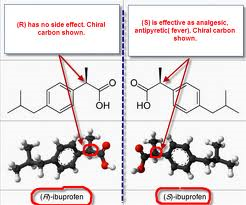 (R) has no side effect. Chiral
carbon shown.
(S) is effective as analgesic,
antipyretic( fever). Chiral carbon
shown.
O
OH
O
HO
(R)-ibuprofen
(S)-ibuprofen